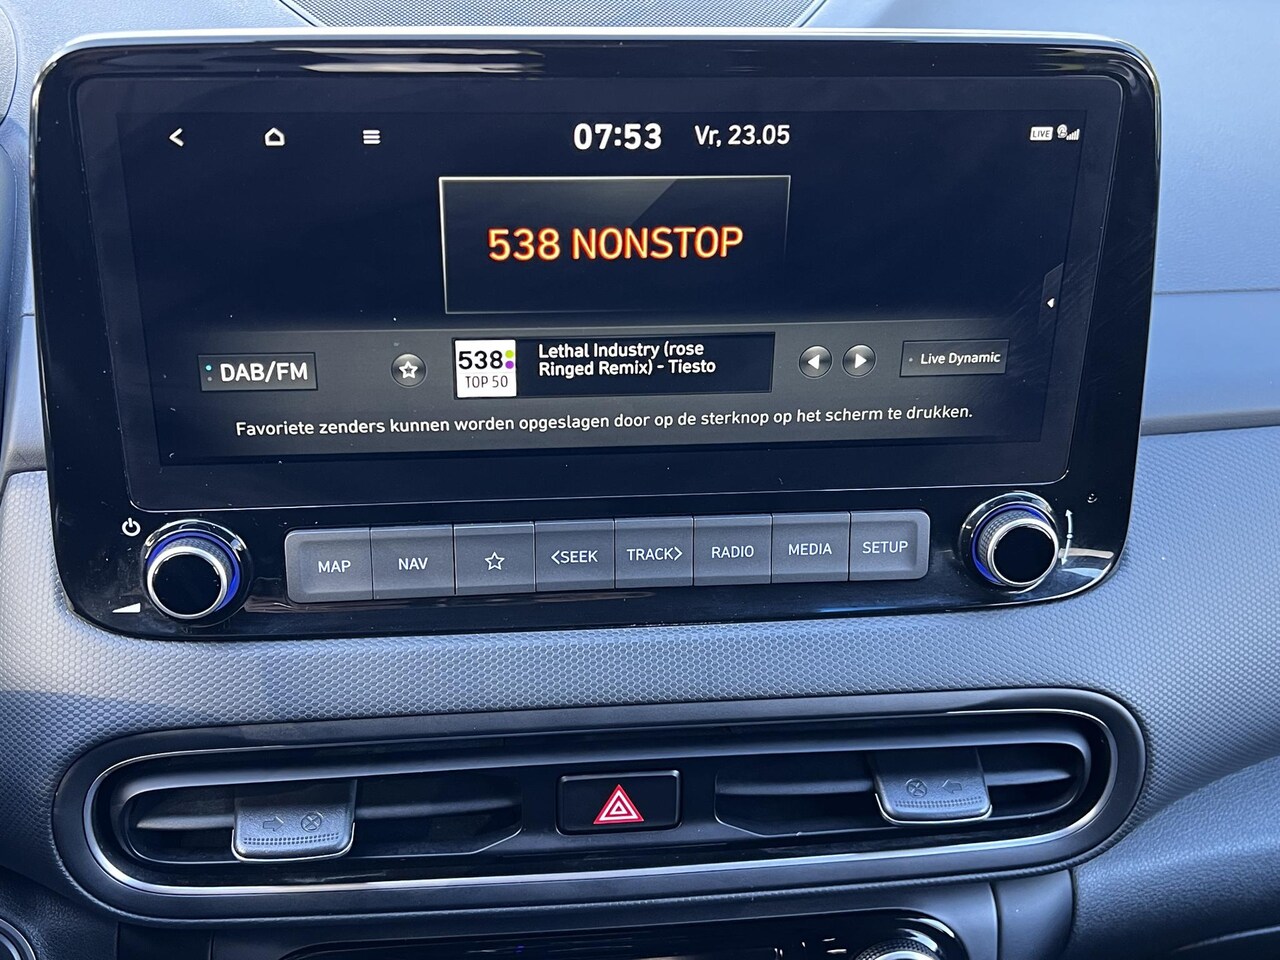 07:53 Vr, 23.05 LIVE
538 NONSTOP
DAB/FM
538
TOP 50
Lethal Industry (rose
Ringed Remix) - Tiesto
Live Dynamic
Favoriete zenders kunnen worden opgeslagen door op de sterknop op het scherm te drukken.
MAP NAV <SEEK TRACK> RADIO MEDIA SETUP